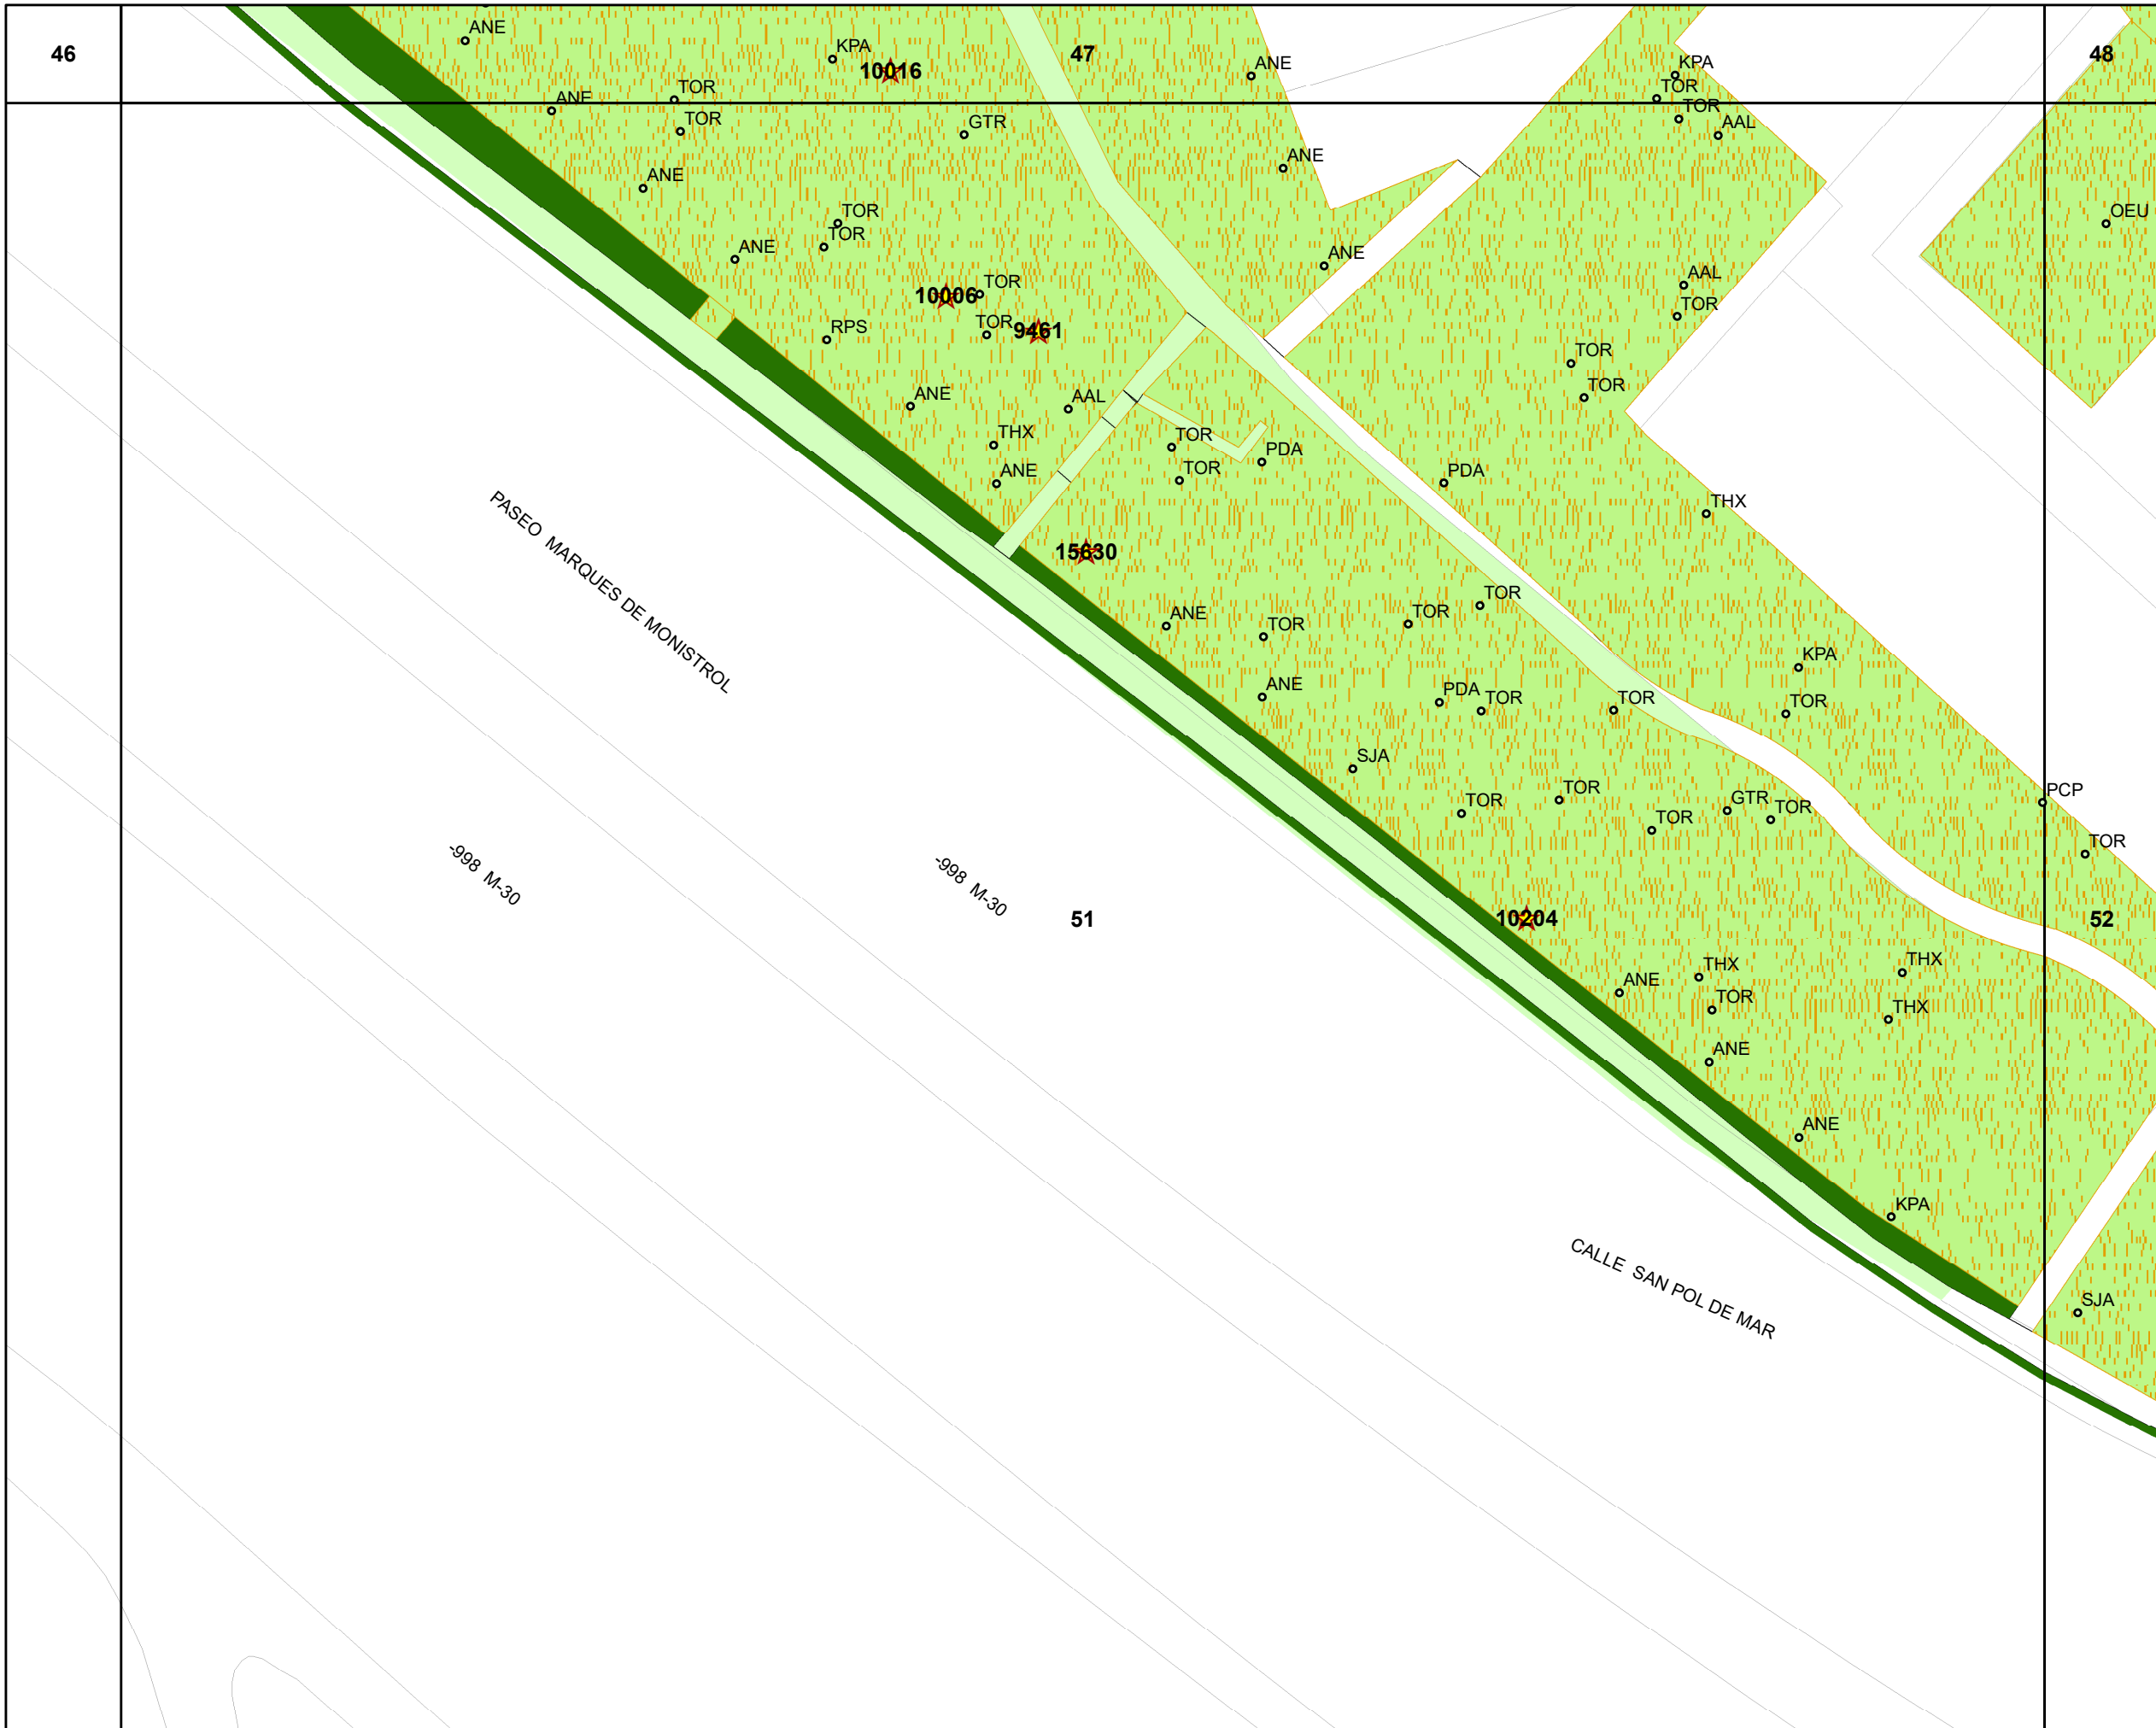 ANE
KPA
46
47
48
10016
ANE
KPA
TOR
TOR
ANE
TOR
TOR
GTR
AAL
TOR
ANE
ANE
TOR
OEU
TOR
ANE
ANE
AAL
TOR
10006
TOR
TOR
9461
RPS
TOR
TOR
ANE
AAL
THX
TOR
PDA
ANE
TOR
PDA
THX
PASEO MARQUES DE MONISTROL
15630
TOR
ANE
TOR
TOR
KPA
ANE
PDA
TOR
TOR
TOR
SJA
TOR
TOR
GTR
TOR
TOR
PCP
TOR
-998 M-30
-998 M-30
51
10204
52
ANE
THX
THX
TOR
THX
ANE
ANE
KPA
CALLE SAN POL DE MAR
SJA